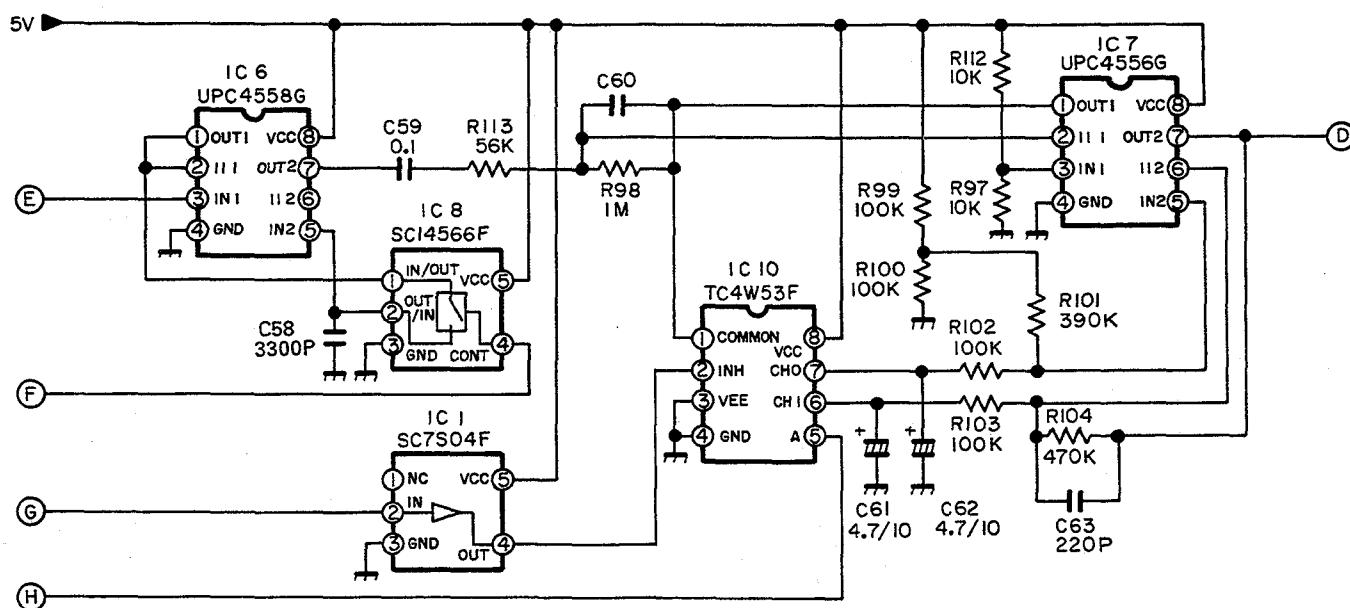 5V
IC 6
UPC4558G
1 OUT1 VCC 8
2 II1 OUT2 7
3 IN1 II2 6
4 GND IN2 5
E
C59
0.1
R113
56K
C60
R98
1M
R112
10K
R97
10K
R99
100K
R100
100K
IC 7
UPC4556G
1 OUT1 VCC 8
2 II1 OUT2 7
3 IN1 II2 6
4 GND IN2 5
D
IC 8
SC14566F
1 IN/OUT VCC 5
2 OUT/IN
3 GND CONT 4
C58
3300P
F
IC 10
TC4W53F
1 COMMON VCC 8
2 INH CH0 7
3 VEE CH1 6
4 GND A 5
R101
390K
R102
100K
R103
100K
R104
470K
+
+
C61
4.7/10
C62
4.7/10
C63
220P
IC 1
SC7S04F
1 NC VCC 5
2 IN
3 GND OUT 4
G
H